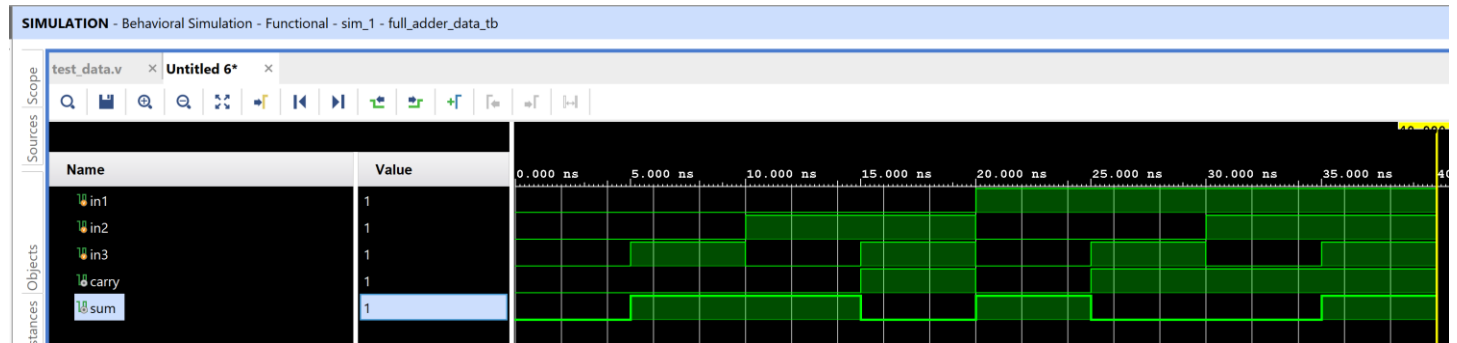 SIMULATION - Behavioral Simulation - Functional - sim_1 - full_adder_data_tb
test_data.v × Untitled 6* ×
Scope
Sources
Objects
Name Value
0.000 ns 5.000 ns 10.000 ns 15.000 ns 20.000 ns 25.000 ns 30.000 ns 35.000 ns
in1 1
in2 1
in3 1
carry 1
sum 1